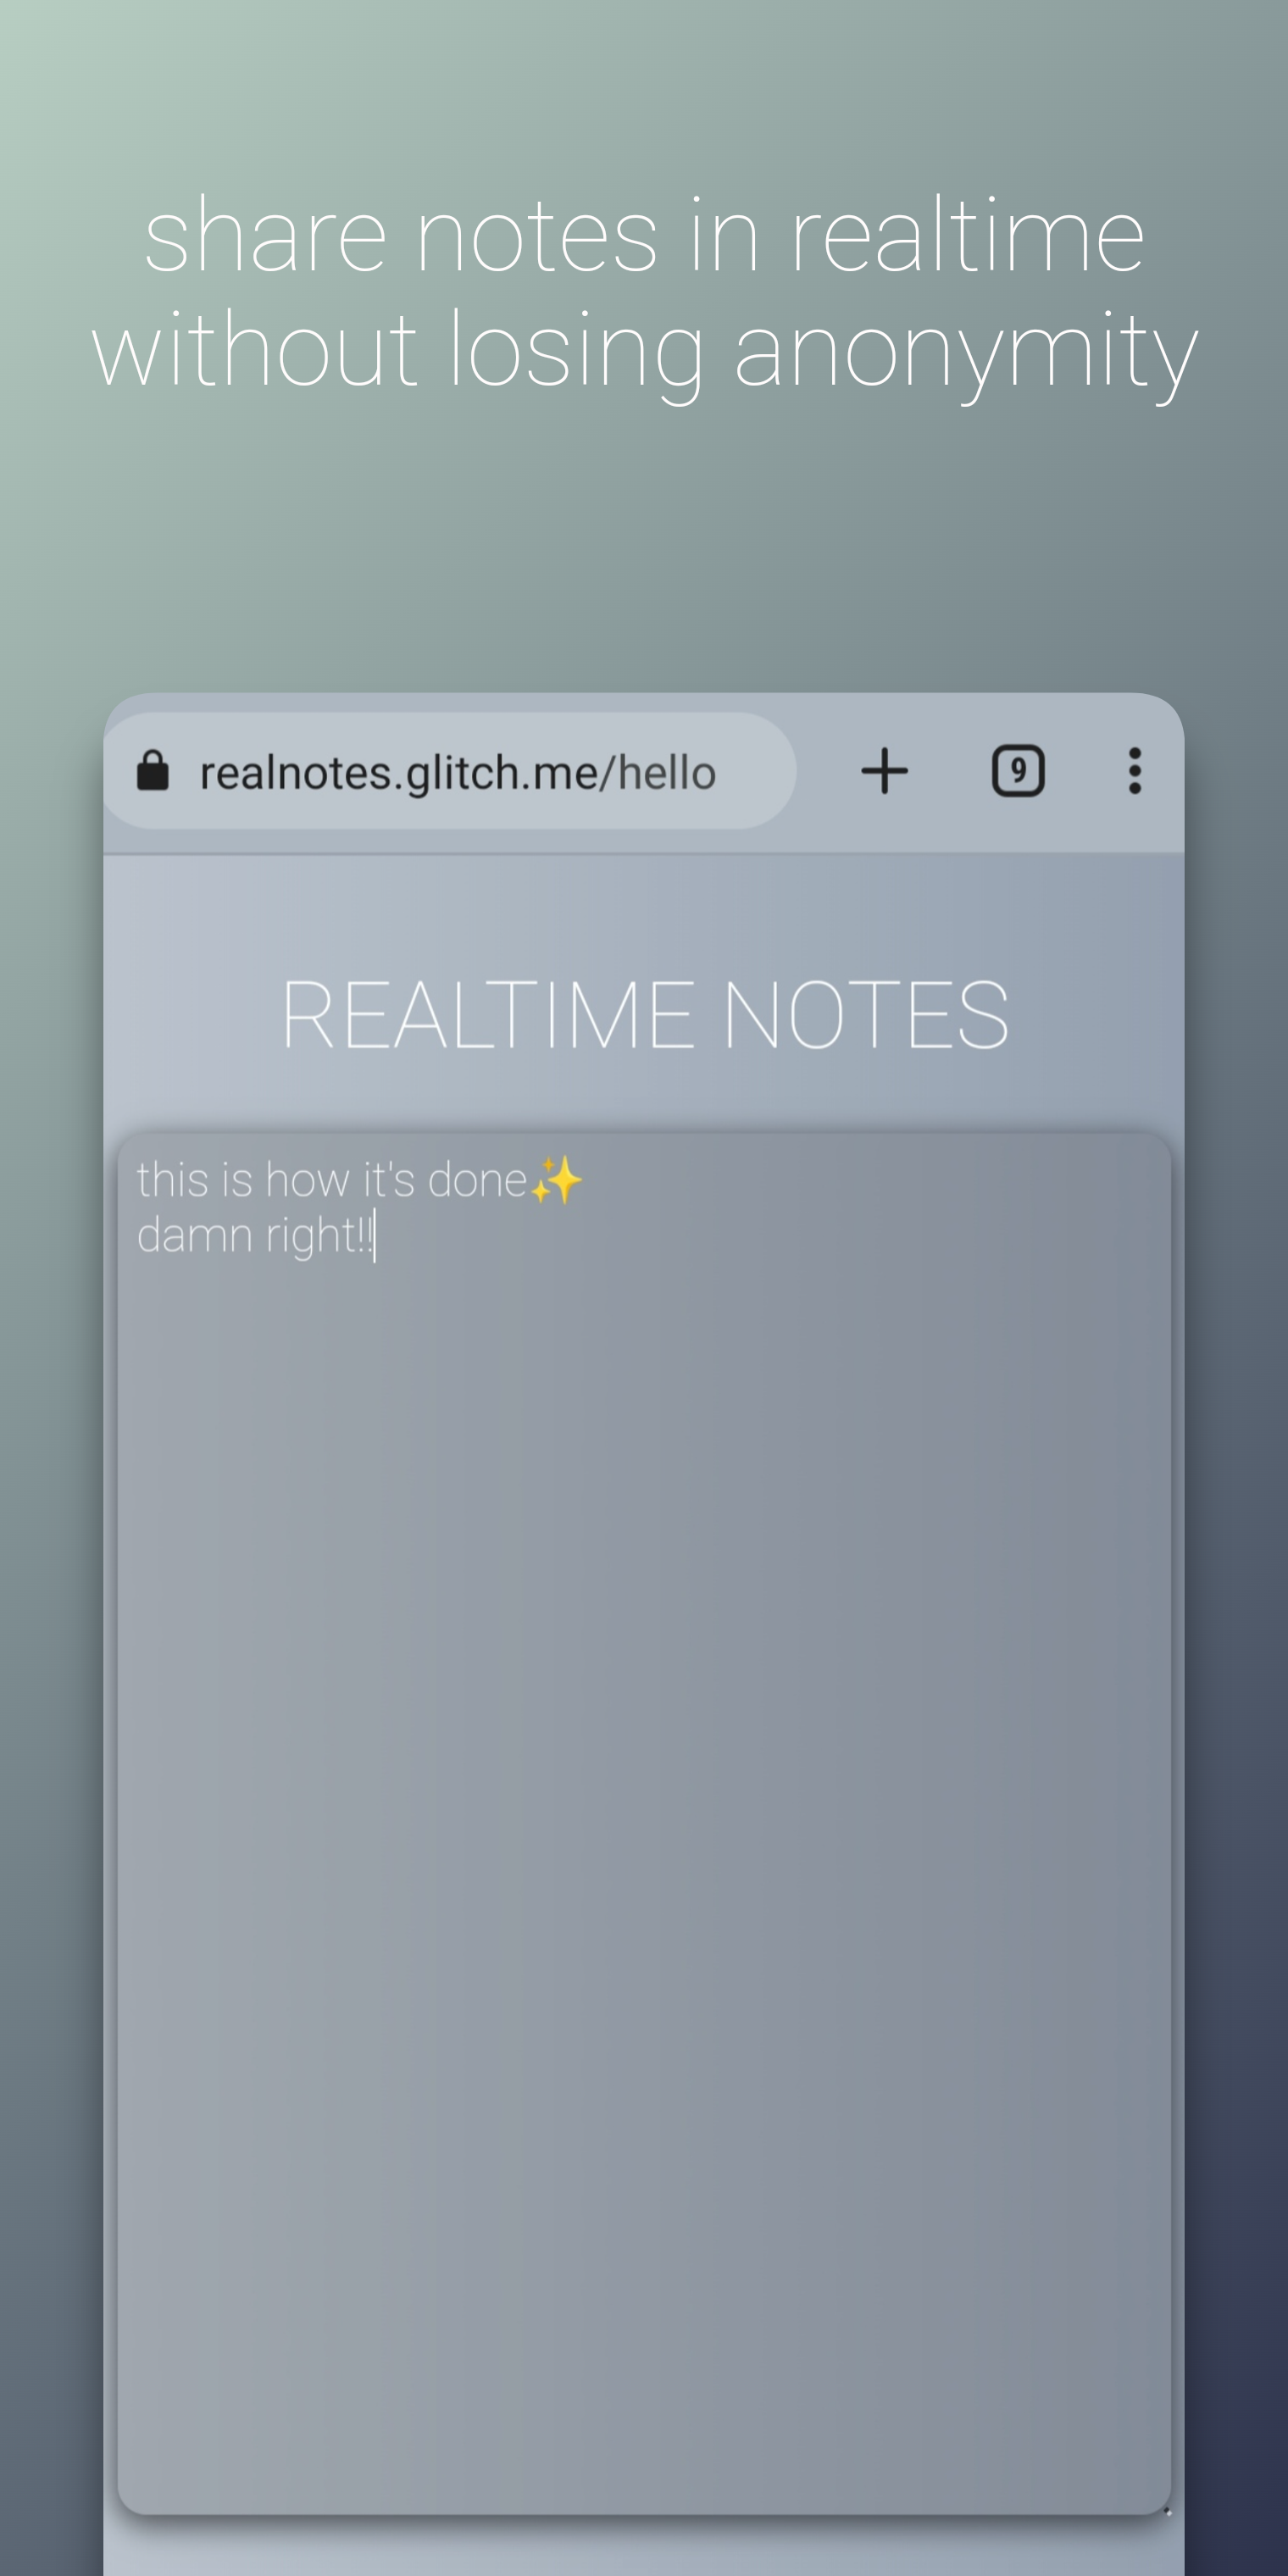 share notes in realtime
without losing anonymity
realnotes.glitch.me/hello
9
REALTIME NOTES
this is how it's done✨
damn right!!